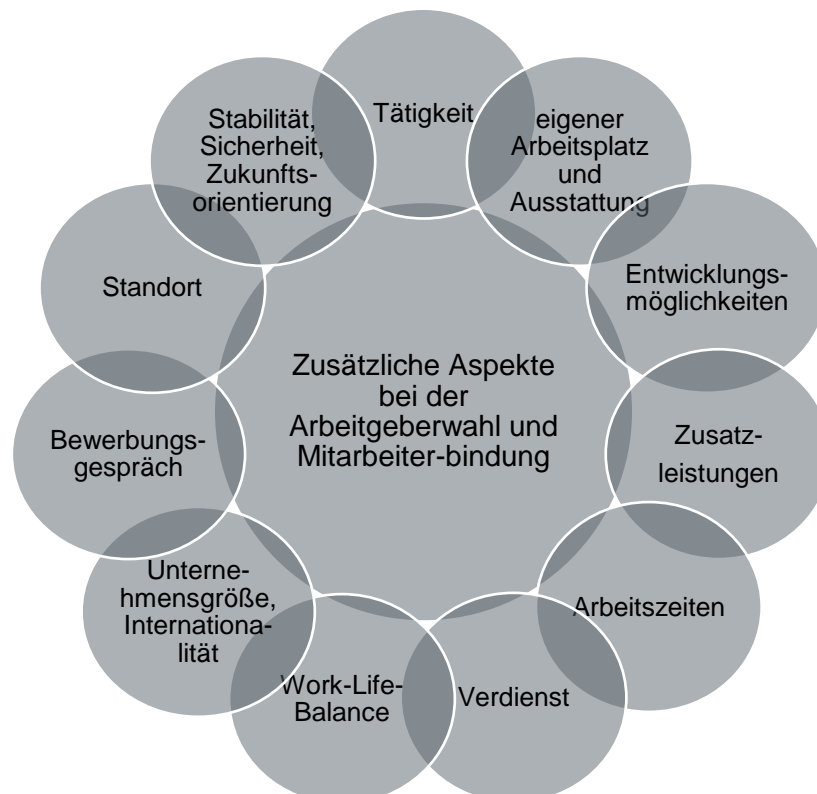 Tätigkeit
eigener
Arbeitsplatz
und
Ausstattung
Entwicklungs-
möglichkeiten
Zusatz-
leistungen
Arbeitszeiten
Verdienst
Work-Life-
Balance
Unterne-
hmensgröße,
Internationa-
lität
Bewerbungs-
gespräch
Standort
Stabilität,
Sicherheit,
Zukunfts-
orientierung
Zusätzliche Aspekte
bei der
Arbeitgeberwahl und
Mitarbeiter-bindung